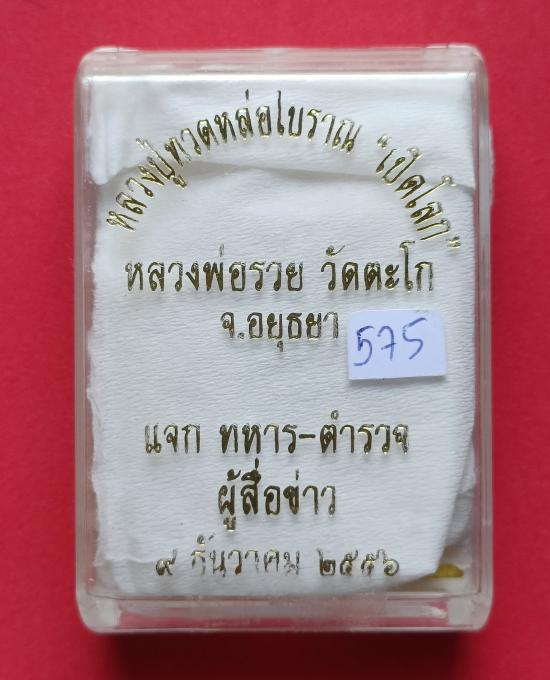 หลวงปู่ทวดหล่อโบราณ "เปิดโลก"
หลวงพ่อรวย วัดตะโก
จ.อยุธยา
575
แจก ทหาร-ตำรวจ
ผู้สื่อข่าว
๙ ธันวาคม ๒๕๕๖